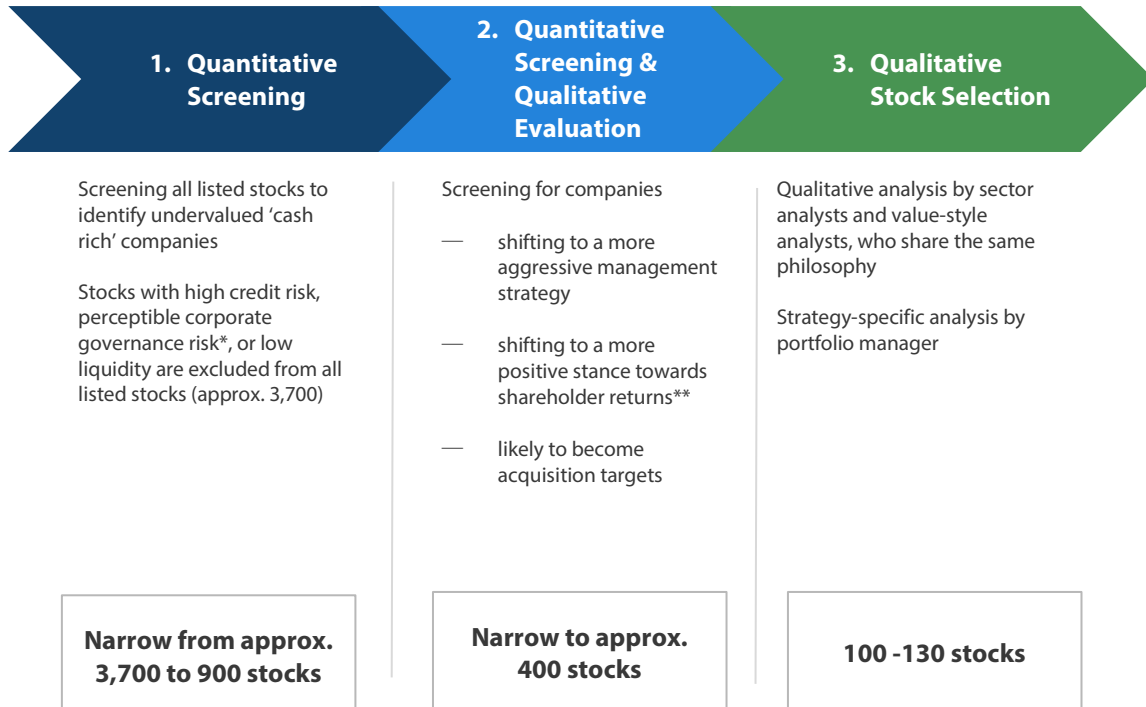 1. Quantitative
Screening
2. Quantitative
Screening &
Qualitative
Evaluation
3. Qualitative
Stock Selection
Screening all listed stocks to
identify undervalued ‘cash
rich’ companies
Stocks with high credit risk,
perceptible corporate
governance risk*, or low
liquidity are excluded from all
listed stocks (approx. 3,700)
Narrow from approx.
3,700 to 900 stocks
Screening for companies
— shifting to a more
aggressive management
strategy
— shifting to a more
positive stance towards
shareholder returns**
— likely to become
acquisition targets
Narrow to approx.
400 stocks
Qualitative analysis by sector
analysts and value-style
analysts, who share the same
philosophy
Strategy-specific analysis by
portfolio manager
100 -130 stocks